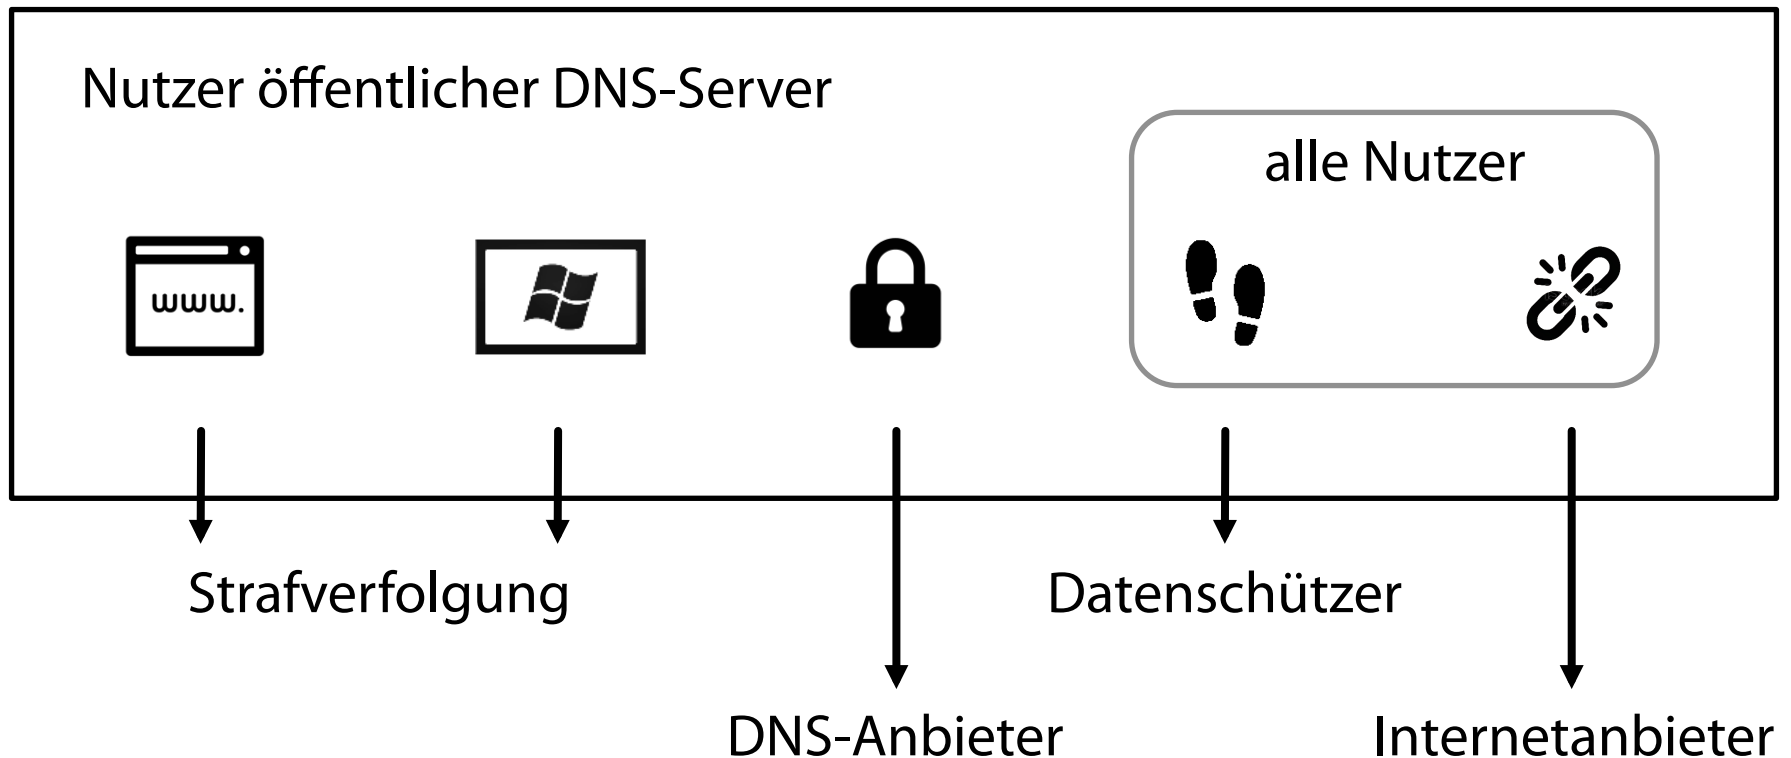 Nutzer öffentlicher DNS-Server
alle Nutzer
www.
Strafverfolgung
Datenschützer
DNS-Anbieter
Internetanbieter